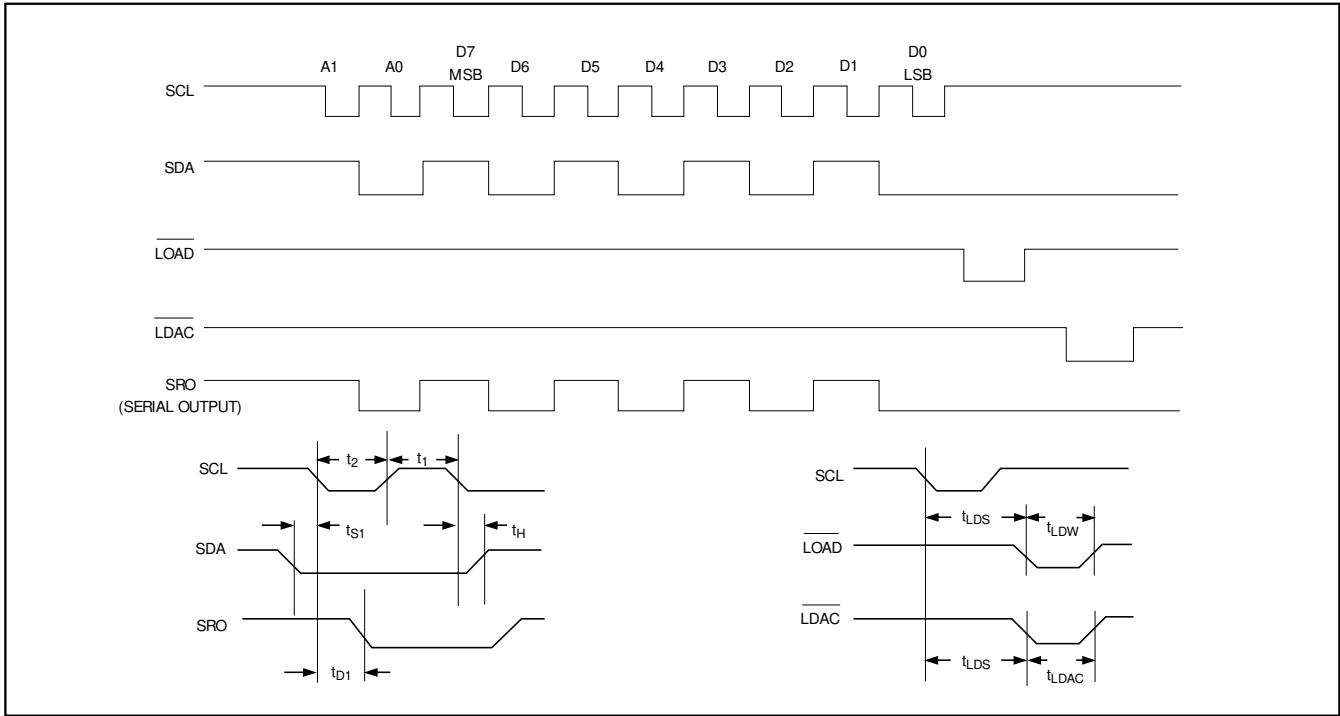 A1 A0 D7 MSB D6 D5 D4 D3 D2 D1 D0 LSB
SCL
SDA
LOAD
LDAC
SRO
(SERIAL OUTPUT)
SCL t2 t1
tS1 tH
SDA
SRO
tD1
SCL
tLDS tLDW
LOAD
LDAC
tLDS tLDAC